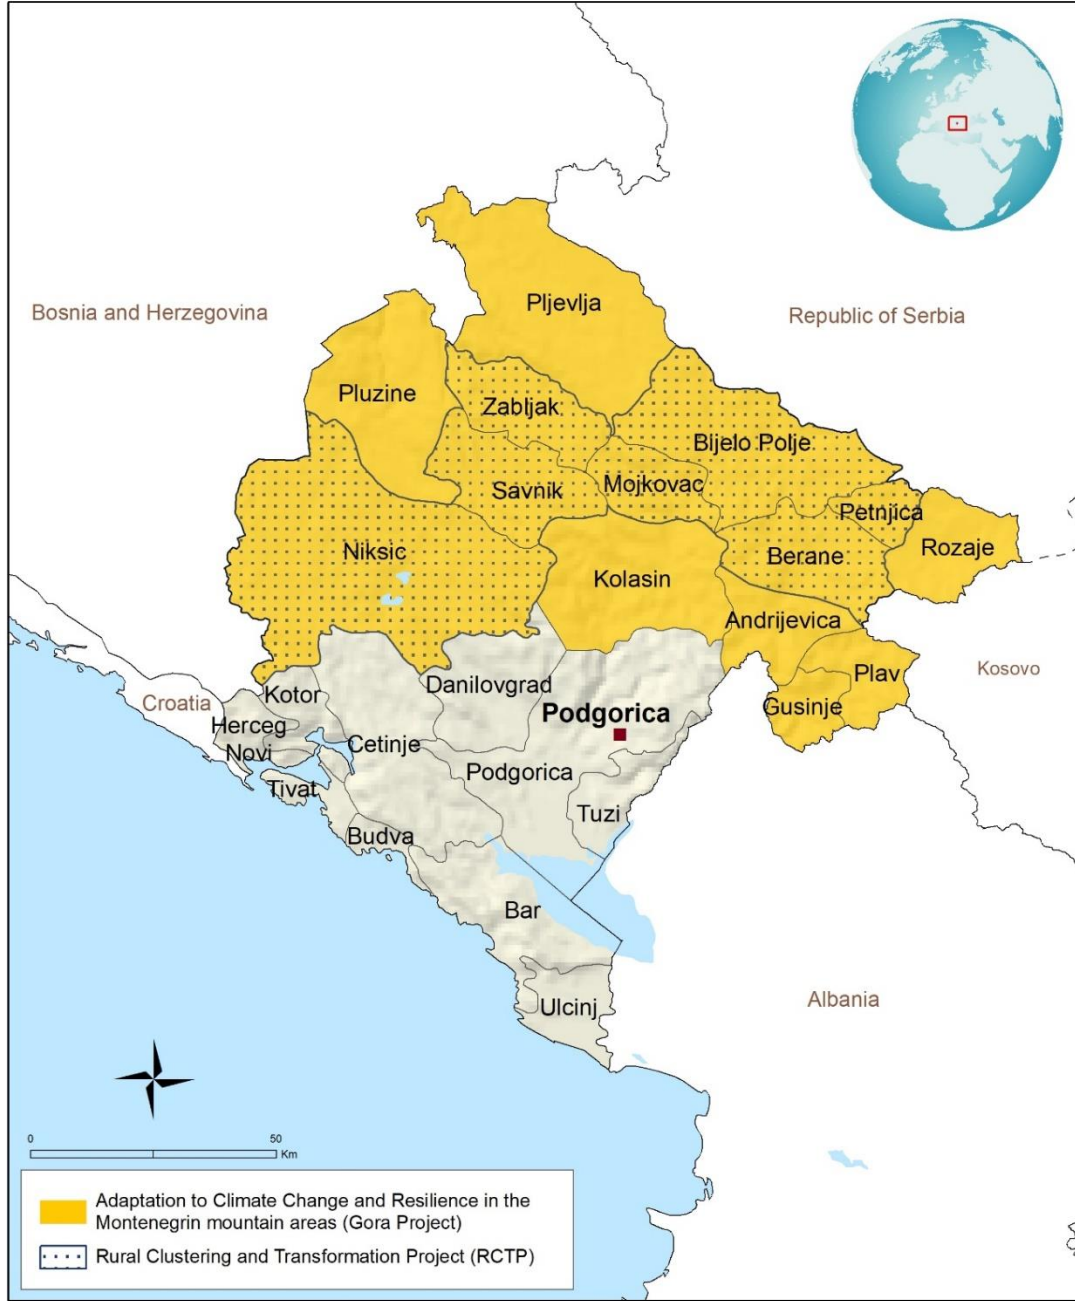 Pljevlja
Bosnia and Herzegovina
Republic of Serbia
Pluzine
Zabljak
Bijelo Polje
Savnik
Mojkovac
Petnjica
Niksic
Rozaje
Berane
Kolasin
Andrijevica
Kosovo
Plav
Danilovgrad
Kotor
Croatia
Gusinje
Podgorica
Herceg
Novi
Cetinje
Podgorica
Tivat
Tuzi
Budva
Bar
Albania
Ulcinj
0 50
Km
Adaptation to Climate Change and Resilience in the
Montenegrin mountain areas (Gora Project)
Rural Clustering and Transformation Project (RCTP)